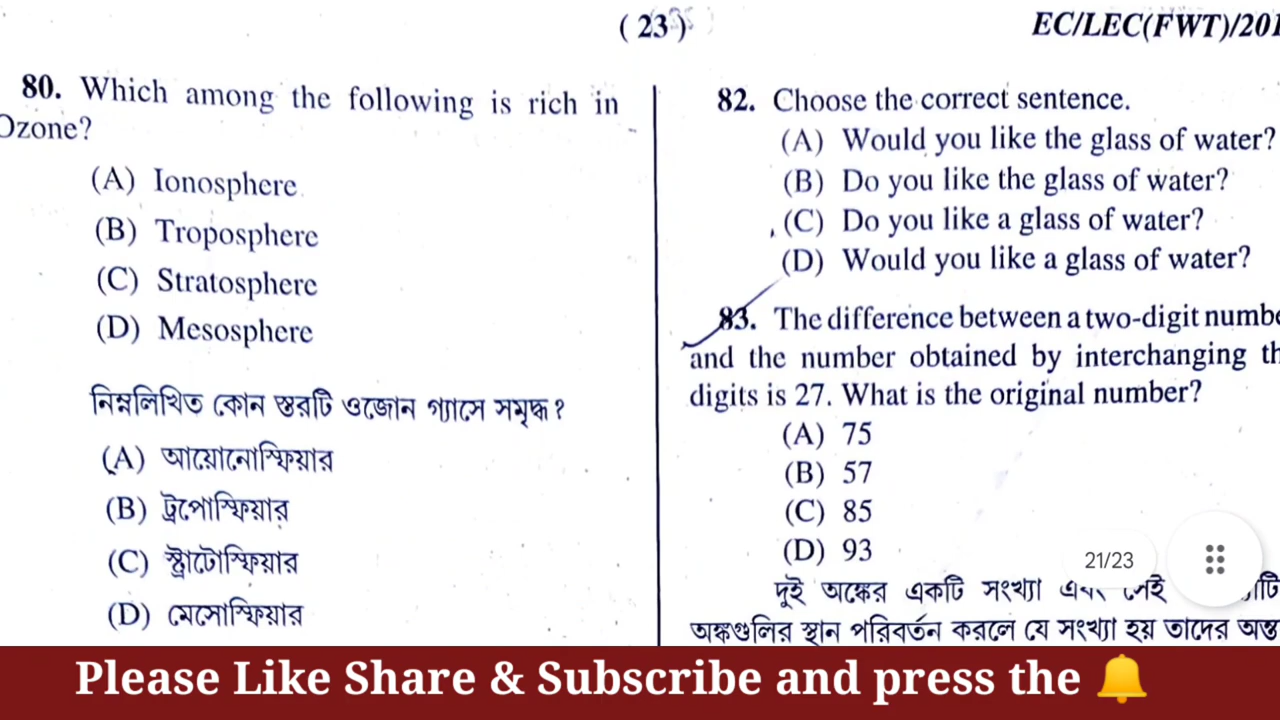 ( 23 )
EC/LEC(FWT)/201
80. Which among the following is rich in
Ozone?
(A) Ionosphere
(B) Troposphere
(C) Stratosphere
(D) Mesosphere
নিম্নলিখিত কোন স্তরটি ওজোন গ্যাসে সমৃদ্ধ ?
(A) আয়োনোস্ফিয়ার
(B) ট্রপোস্ফিয়ার
(C) স্ট্রাটোস্ফিয়ার
(D) মেসোস্ফিয়ার
82. Choose the correct sentence.
(A) Would you like the glass of water?
(B) Do you like the glass of water?
(C) Do you like a glass of water?
(D) Would you like a glass of water?
83. The difference between a two-digit numbe
and the number obtained by interchanging th
digits is 27. What is the original number?
(A) 75
(B) 57
(C) 85
(D) 93
21/23
দুই অঙ্কের একটি সংখ্যা এবং সেই
অঙ্কগুলির স্থান পরিবর্তন করলে যে সংখ্যা হয় তাদের অন্ত
Please Like Share & Subscribe and press the